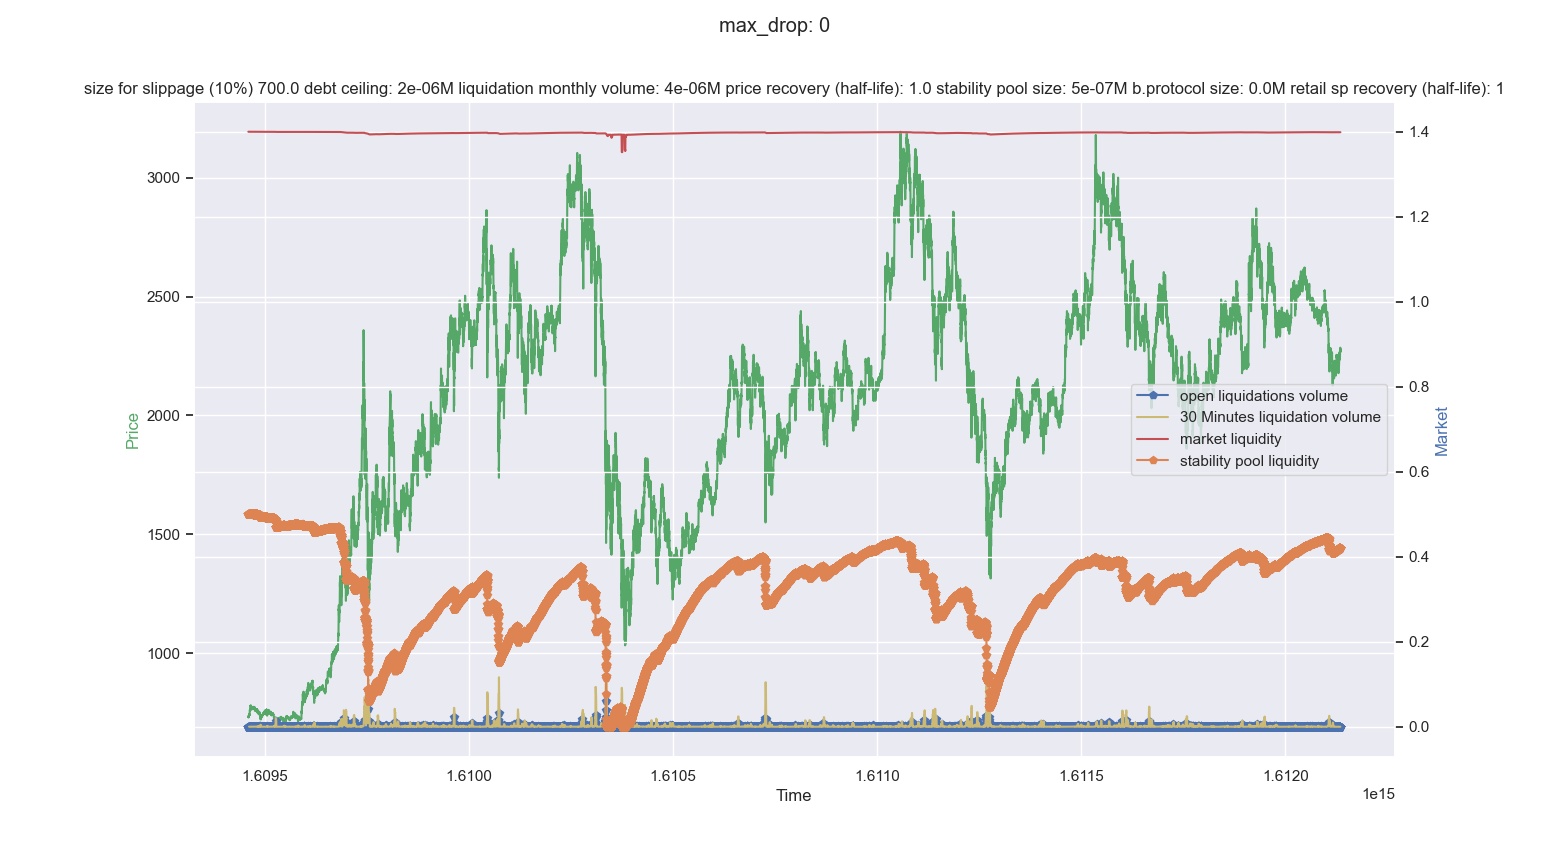 max_drop: 0
size for slippage (10%) 700.0 debt ceiling: 2e-06M liquidation monthly volume: 4e-06M price recovery (half-life): 1.0 stability pool size: 5e-07M b.protocol size: 0.0M retail sp recovery (half-life): 1
3000
2500
2000
1500
1000
Price
1.4
1.2
1.0
0.8
0.6
0.4
0.2
0.0
Market
open liquidations volume
30 Minutes liquidation volume
market liquidity
stability pool liquidity
1.6095 1.6100 1.6105 1.6110 1.6115 1.6120
1e15
Time